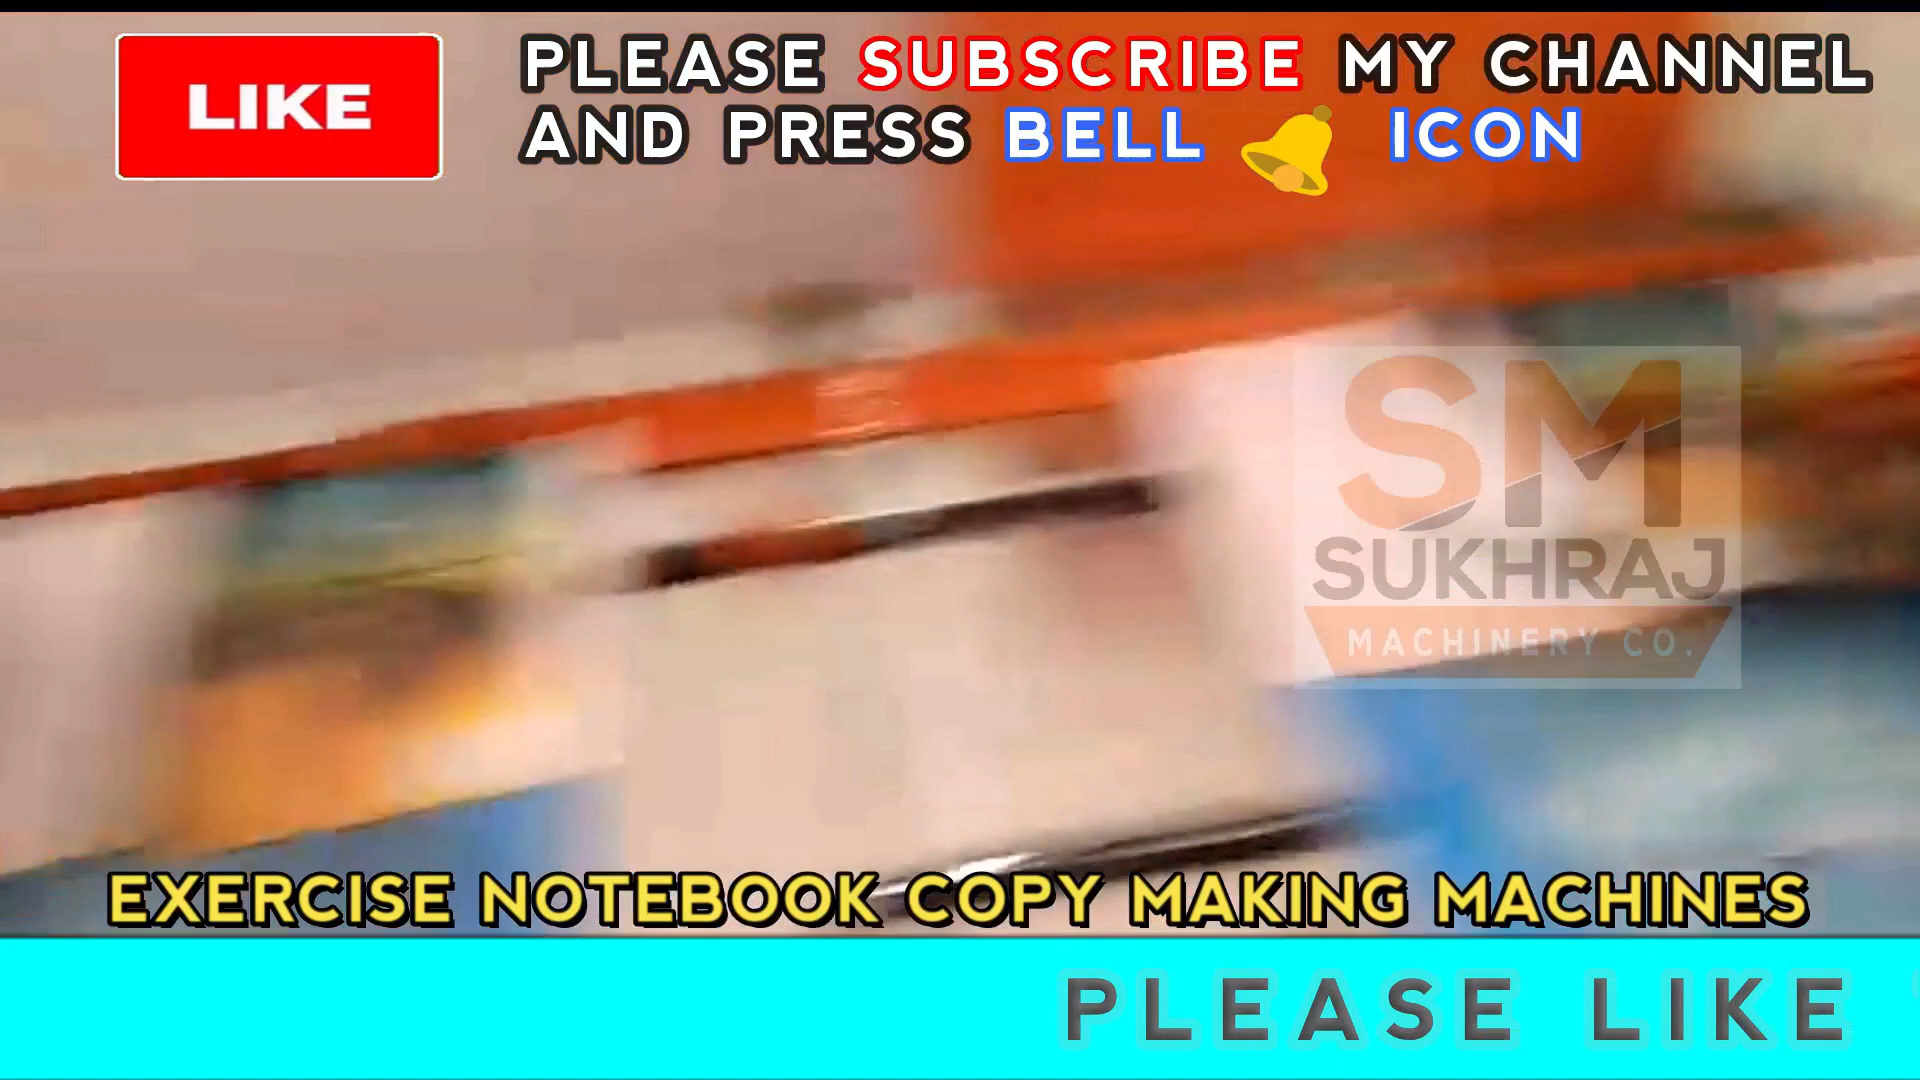 LIKE
PLEASE SUBSCRIBE MY CHANNEL
AND PRESS BELL ICON
SM
SUKHRAJ
MACHINERY CO.
EXERCISE NOTEBOOK COPY MAKING MACHINES
PLEASE LIKE